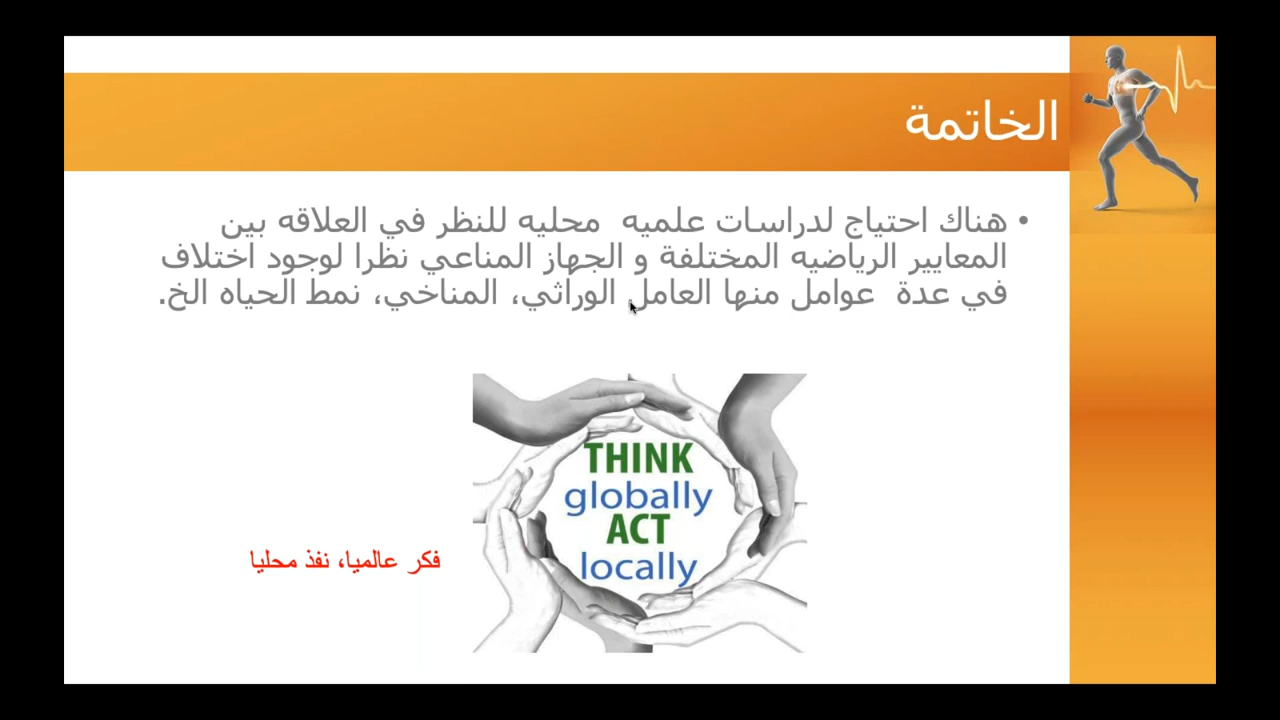 الخاتمة
• هناك احتياج لدراسات علميه محليه للنظر في العلاقه بين
المعايير الرياضيه المختلفة و الجهاز المناعي نظرا لوجود اختلاف
في عدة عوامل منها العامل الوراثي، المناخي، نمط الحياه الخ.
THINK
globally
ACT
locally
فكر عالميا، نفذ محليا